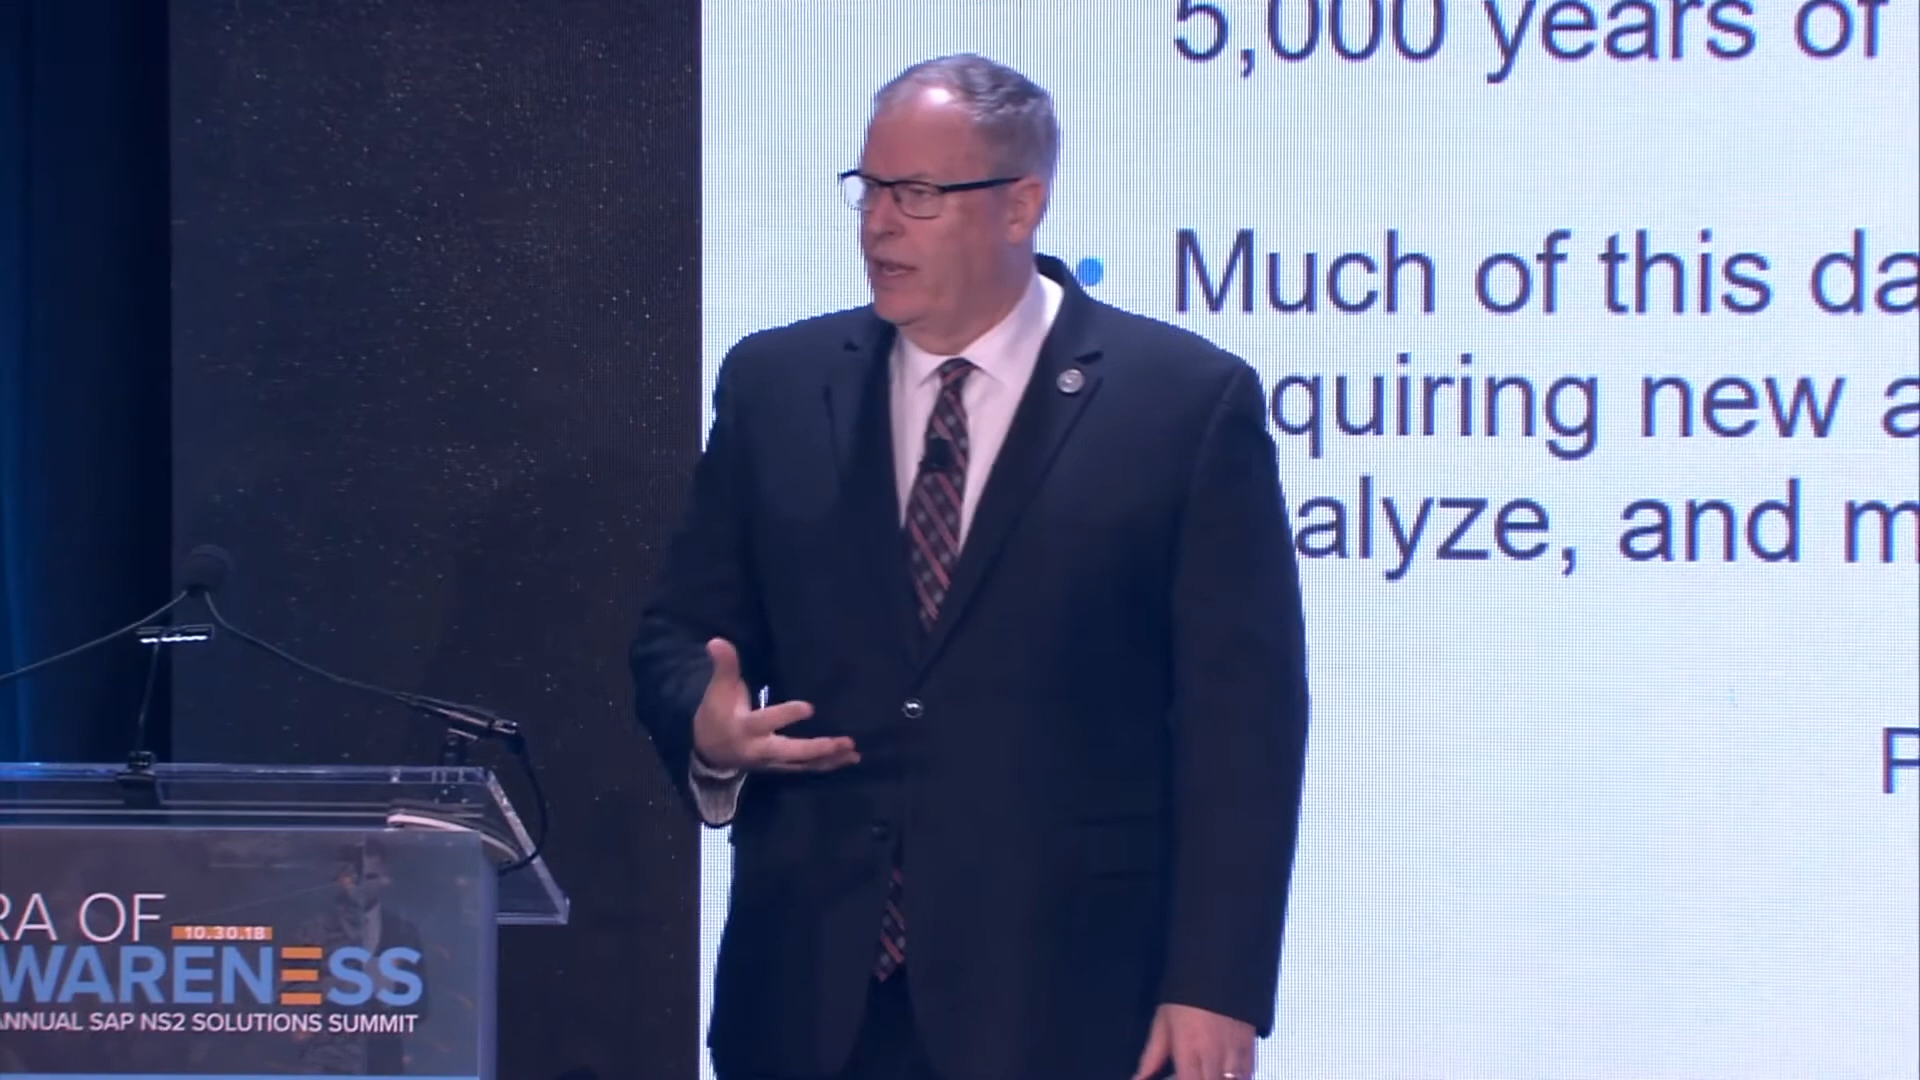 5,000 years of
Much of this da
quiring new a
alyze, and m
RA OF
10.30.18
WARENESS
ANNUAL SAP NS2 SOLUTIONS SUMMIT